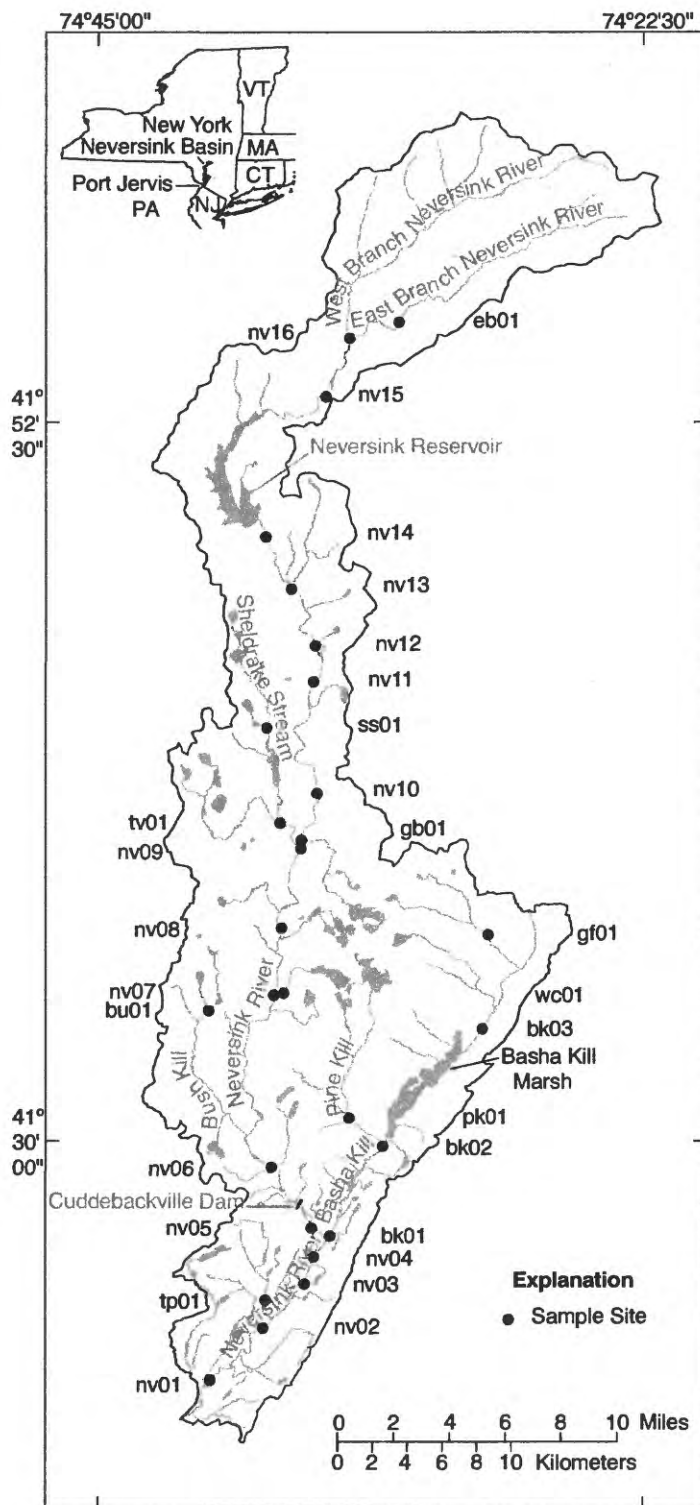 74°45'00"
74°22'30"
VT
New York
Neversink Basin
MA
CT
Port Jervis
NJ
PA
West Branch Neversink River
East Branch Neversink River
nv16
eb01
nv15
41°
52'
30"
Neversink Reservoir
nv14
nv13
Sheldrake Stream
nv12
nv11
ss01
nv10
tv01
gb01
nv09
nv08
gf01
nv07
bu01
wc01
bk03
Neversink River
Bush Kill
Pine Kill
Basha Kill
Marsh
pk01
41°
30'
00"
bk02
nv06
Basha Kill
Cuddebackville Dam
nv05
bk01
nv04
nv03
Neversink River
tp01
nv02
nv01
Explanation
Sample Site
0 2 4 6 8 10 Miles
0 2 4 6 8 10 Kilometers